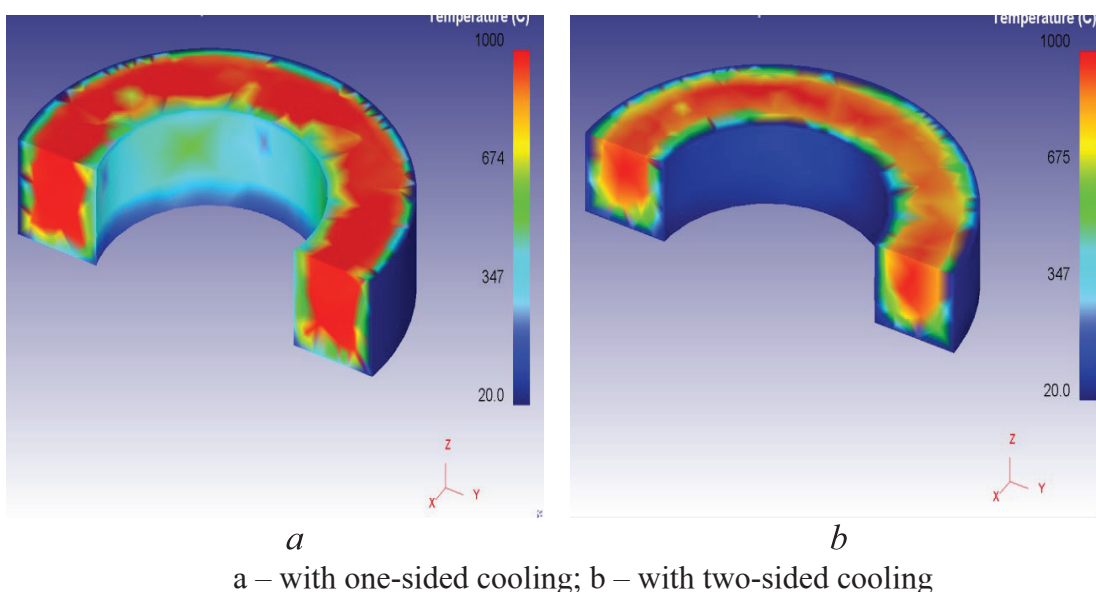 Temperature (C)
1000
674
347
20.0
Z
X
Y
Temperature (C)
1000
675
347
20.0
Z
X
Y
a
b
a – with one-sided cooling; b – with two-sided cooling